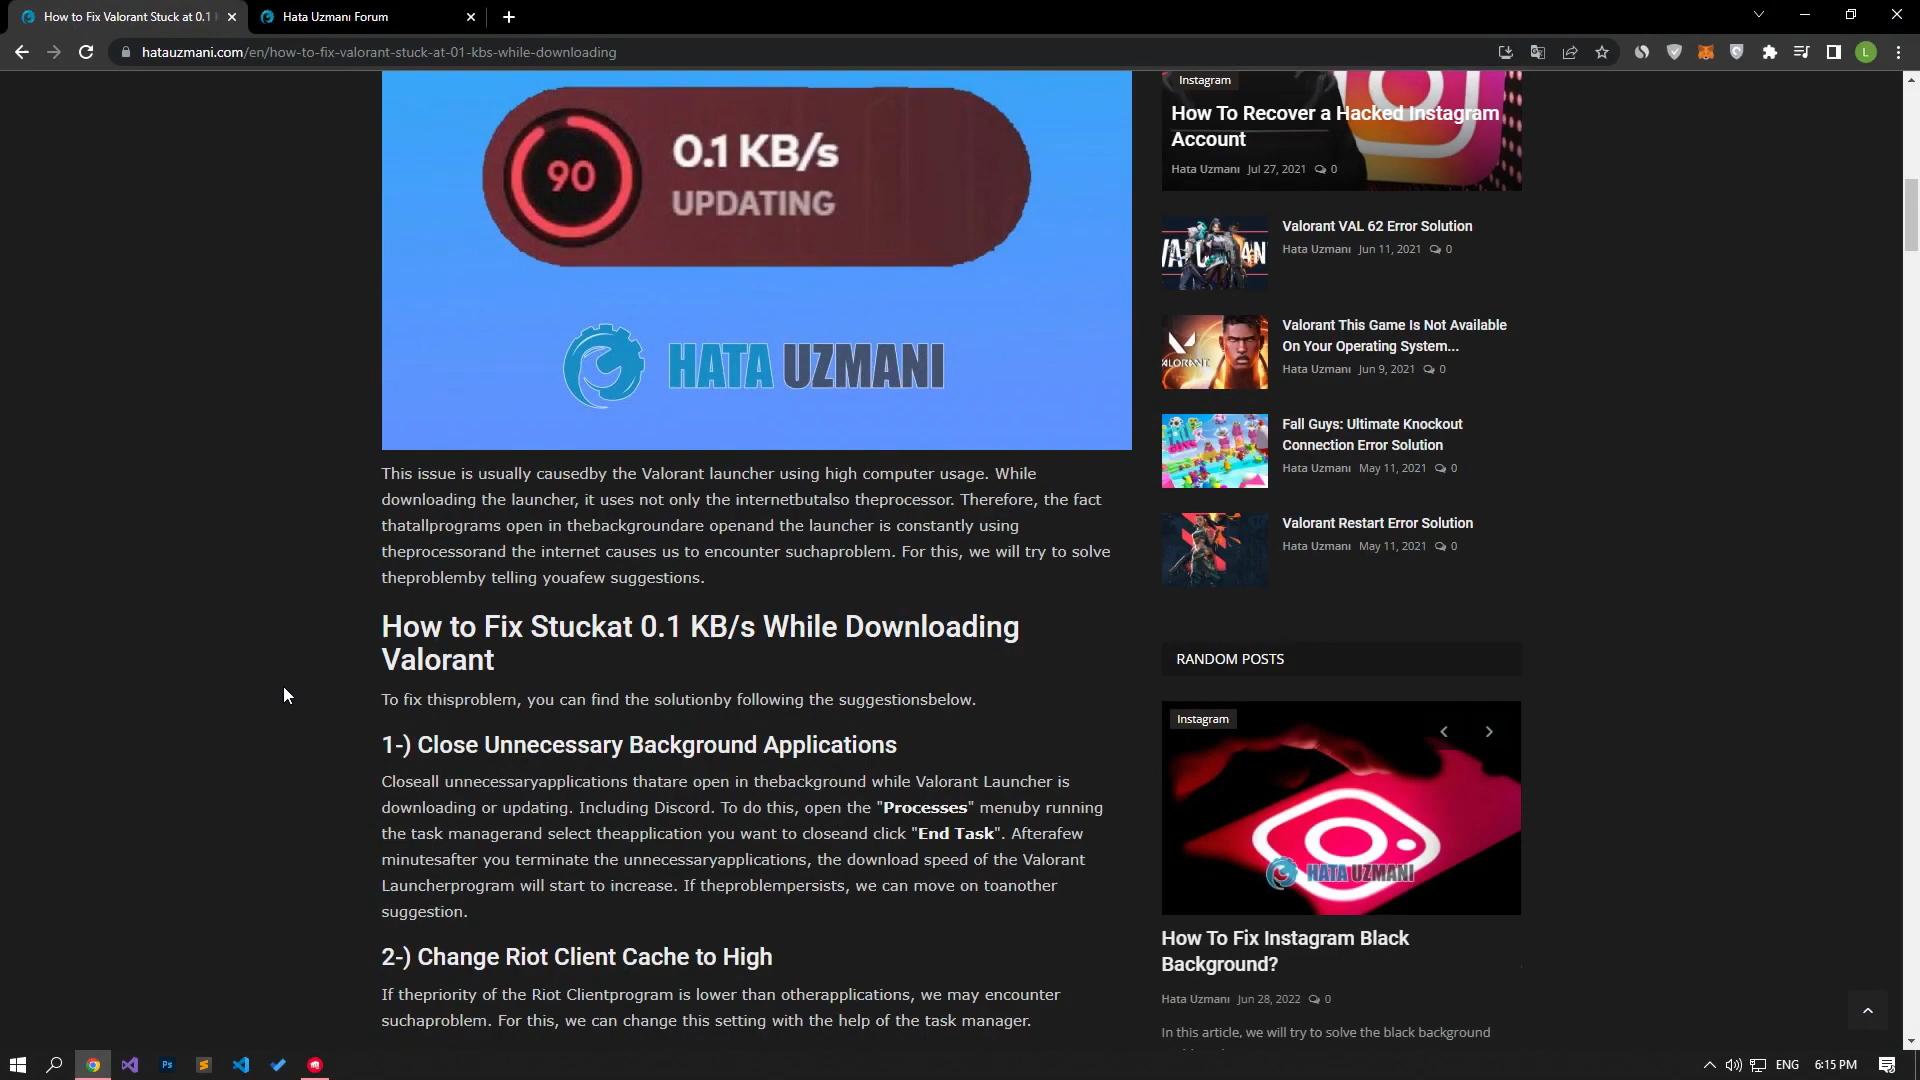 How to Fix Valorant Stuck at 0.1
Hata Uzmanı Forum
hatauzmani.com/en/how-to-fix-valorant-stuck-at-01-kbs-while-downloading
L
90
0.1 KB/s
UPDATING
HATA UZMANI
This issue is usually causedby the Valorant launcher using high computer usage. While
downloading the launcher, it uses not only the internetbutalso theprocessor. Therefore, the fact
thatallprograms open in thebackgroundare openand the launcher is constantly using
theprocessorand the internet causes us to encounter suchaproblem. For this, we will try to solve
theproblemby telling youafew suggestions.
How to Fix Stuckat 0.1 KB/s While Downloading
Valorant
To fix thisproblem, you can find the solutionby following the suggestionsbelow.
1-) Close Unnecessary Background Applications
Closeall unnecessaryapplications thatare open in thebackground while Valorant Launcher is
downloading or updating. Including Discord. To do this, open the "Processes" menuby running
the task managerand select theapplication you want to closeand click "End Task". Afterafew
minutesafter you terminate the unnecessaryapplications, the download speed of the Valorant
Launcherprogram will start to increase. If theproblempersists, we can move on toanother
suggestion.
2-) Change Riot Client Cache to High
If thepriority of the Riot Clientprogram is lower than otherapplications, we may encounter
suchaproblem. For this, we can change this setting with the help of the task manager.
Instagram
How To Recover a Hacked Instagram
Account
Hata Uzmanı Jul 27, 2021 0
Valorant VAL 62 Error Solution
Hata Uzmanı Jun 11, 2021 0
Valorant This Game Is Not Available
On Your Operating System...
Hata Uzmanı Jun 9, 2021 0
Fall Guys: Ultimate Knockout
Connection Error Solution
Hata Uzmanı May 11, 2021 0
Valorant Restart Error Solution
Hata Uzmanı May 11, 2021 0
RANDOM POSTS
Instagram
HATA UZMANI
How To Fix Instagram Black
Background?
Hata Uzmanı Jun 28, 2022 0
In this article, we will try to solve the black background
Ps
ENG
6:15 PM